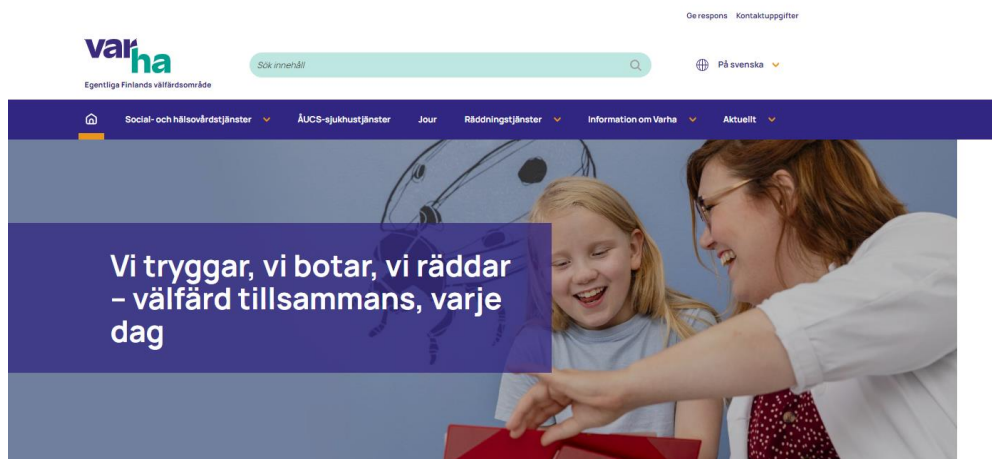 Ge respons Kontaktuppgifter
varha
Egentliga Finlands välfärdsområde
Sök innehåll
På svenska
Social- och hälsovårdstjänster ÅUCS-sjukhustjänster Jour Räddningstjänster Information om Varha Aktuellt
Vi tryggar, vi botar, vi räddar
– välfärd tillsammans, varje
dag